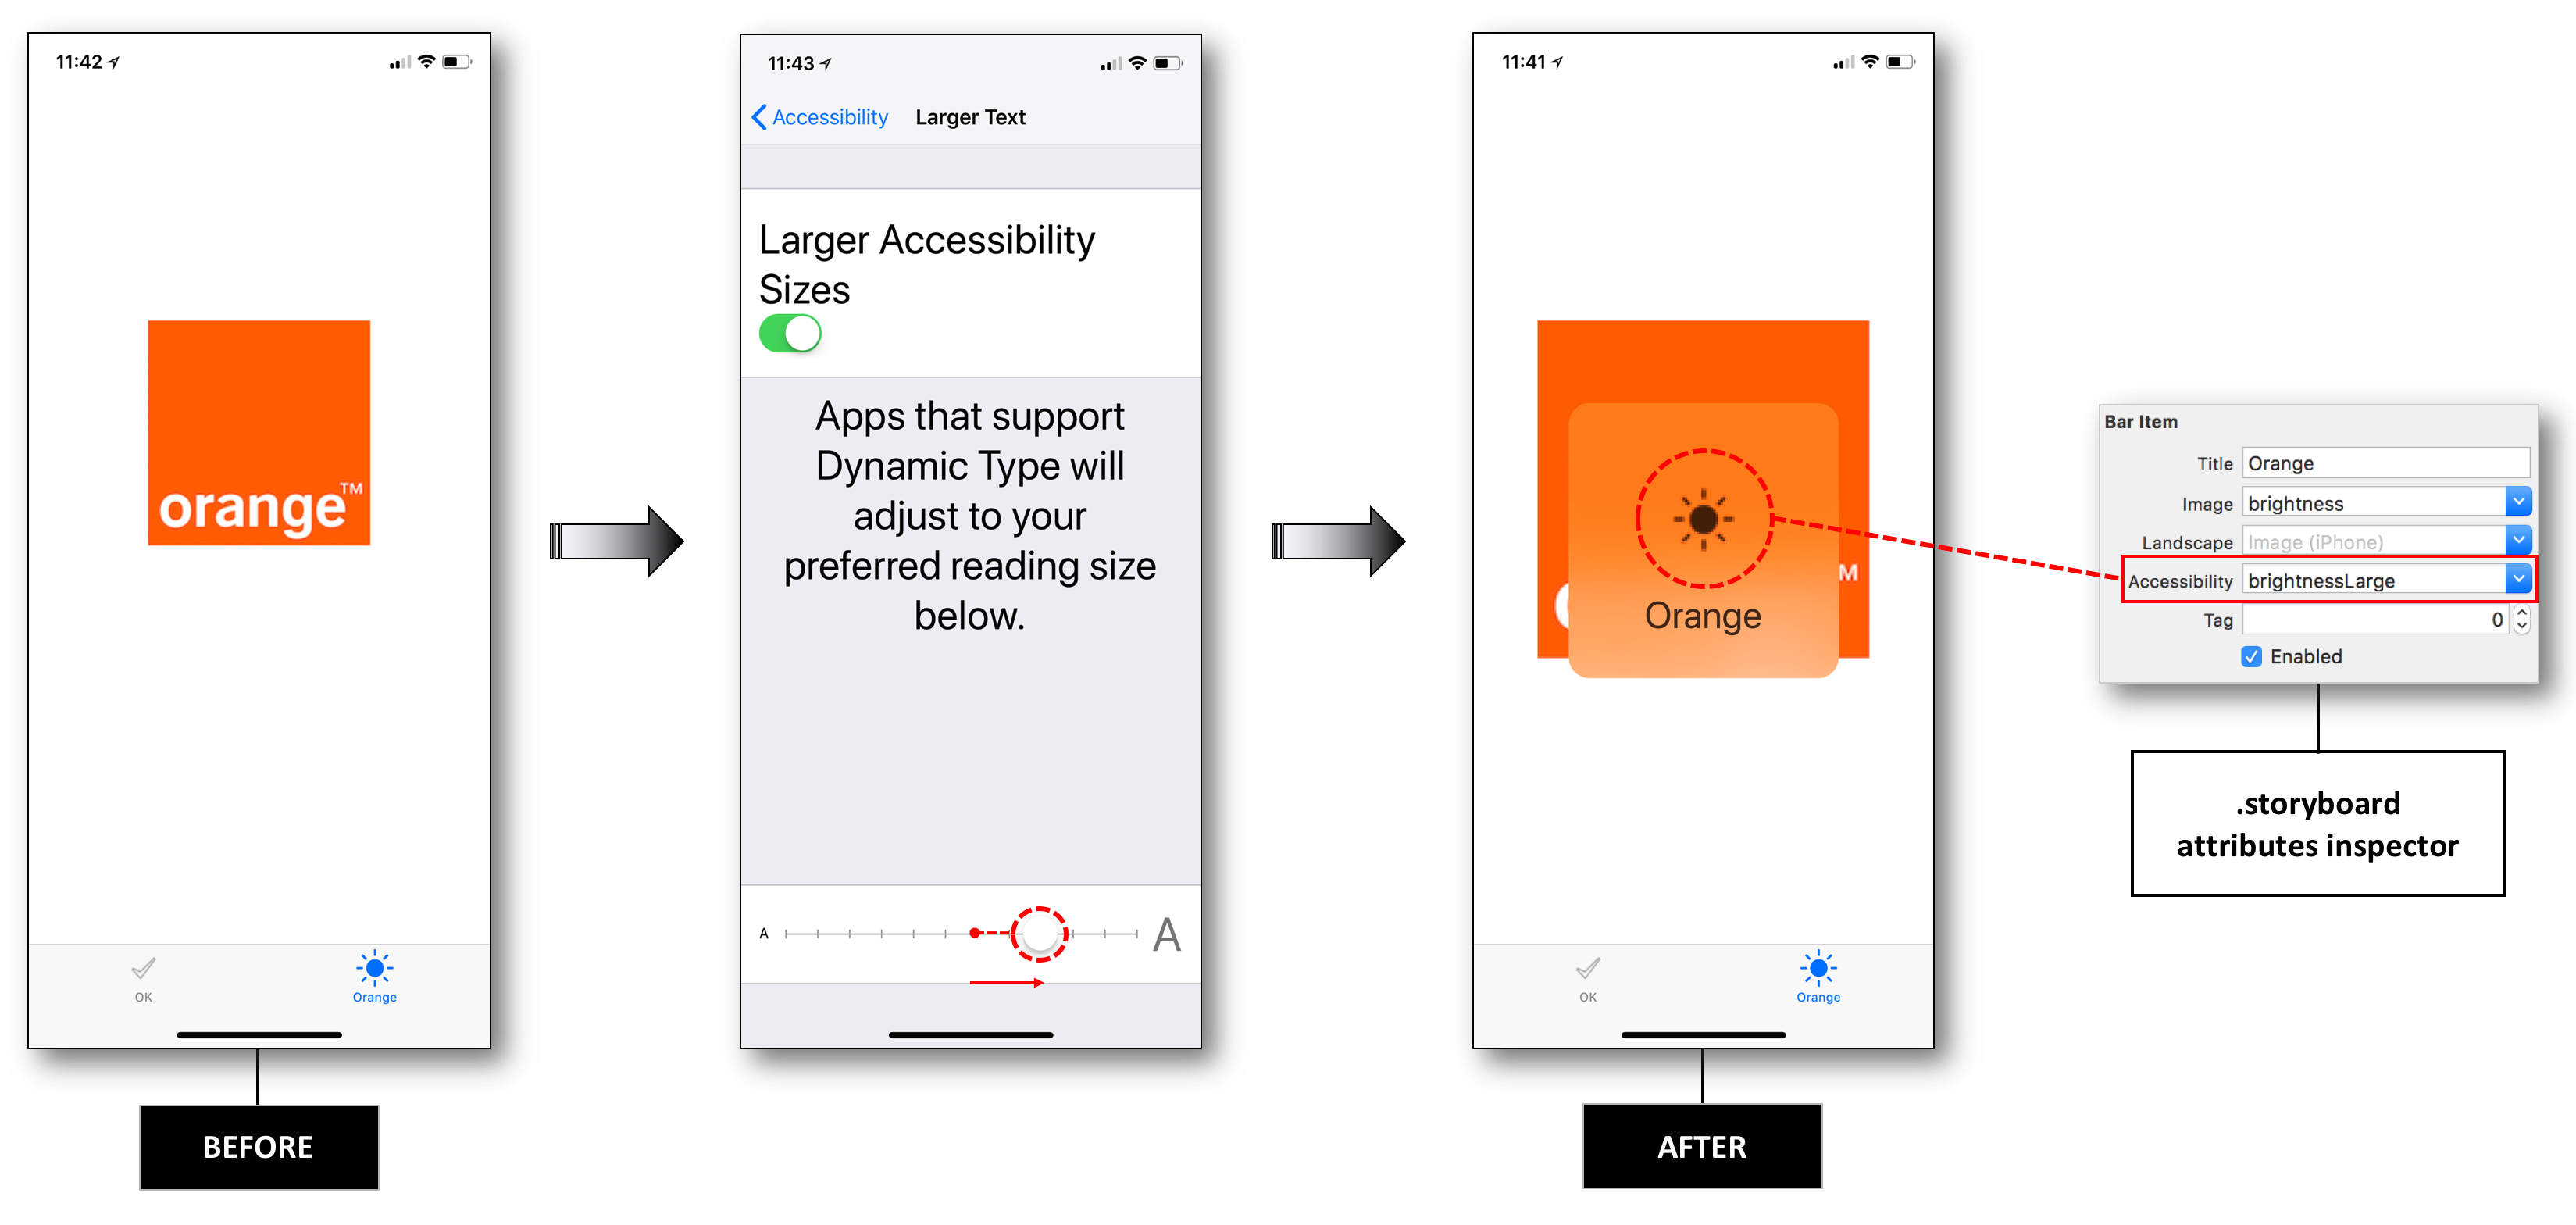 11:42
orange™
OK
Orange
BEFORE
11:43
Accessibility
Larger Text
Larger Accessibility
Sizes
Apps that support
Dynamic Type will
adjust to your
preferred reading size
below.
A
A
11:41
M
Orange
OK
Orange
AFTER
Bar Item
Title Orange
Image brightness
Landscape Image (iPhone)
Accessibility brightnessLarge
Tag 0
Enabled
.storyboard
attributes inspector